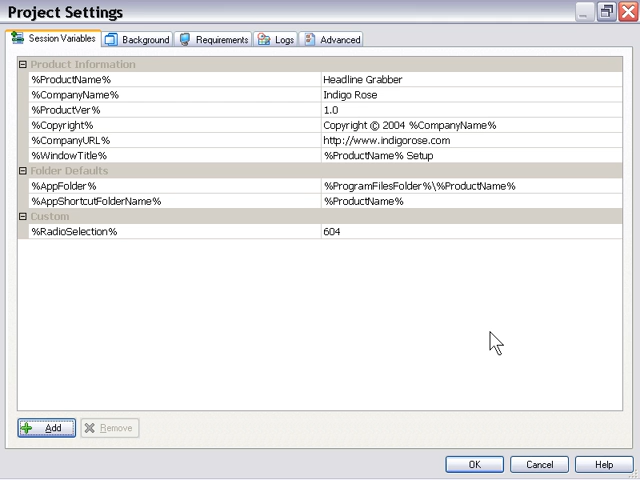 Project Settings
Session Variables Background Requirements Logs Advanced
Product Information
%ProductName% Headline Grabber
%CompanyName% Indigo Rose
%ProductVer% 1.0
%Copyright% Copyright © 2004 %CompanyName%
%CompanyURL% http://www.indigorose.com
%WindowTitle% %ProductName% Setup
Folder Defaults
%AppFolder% %ProgramFilesFolder%\%ProductName%
%AppShortcutFolderName% %ProductName%
Custom
%RadioSelection% 604
Add Remove
OK Cancel Help